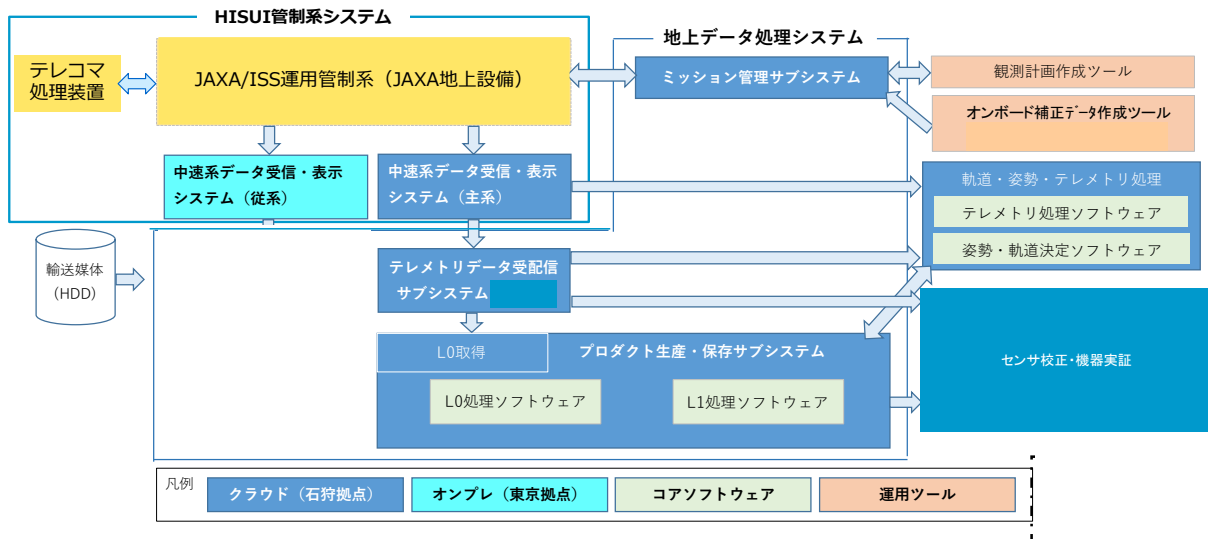 HISUI管制系システム
地上データ処理システム
テレコマ
処理装置
JAXA/ISS運用管制系（JAXA地上設備）
ミッション管理サブシステム
観測計画作成ツール
オンボード補正ﾃﾞｰﾀ作成ツール
中速系データ受信・表示
システム（従系）
中速系データ受信・表示
システム（主系）
軌道・姿勢・テレメトリ処理
テレメトリ処理ソフトウェア
姿勢・軌道決定ソフトウェア
輸送媒体
（HDD）
テレメトリデータ受配信
サブシステム
L0取得
プロダクト生産・保存サブシステム
L0処理ソフトウェア
L1処理ソフトウェア
センサ校正･機器実証
凡例
クラウド（石狩拠点）
オンプレ（東京拠点）
コアソフトウェア
運用ツール